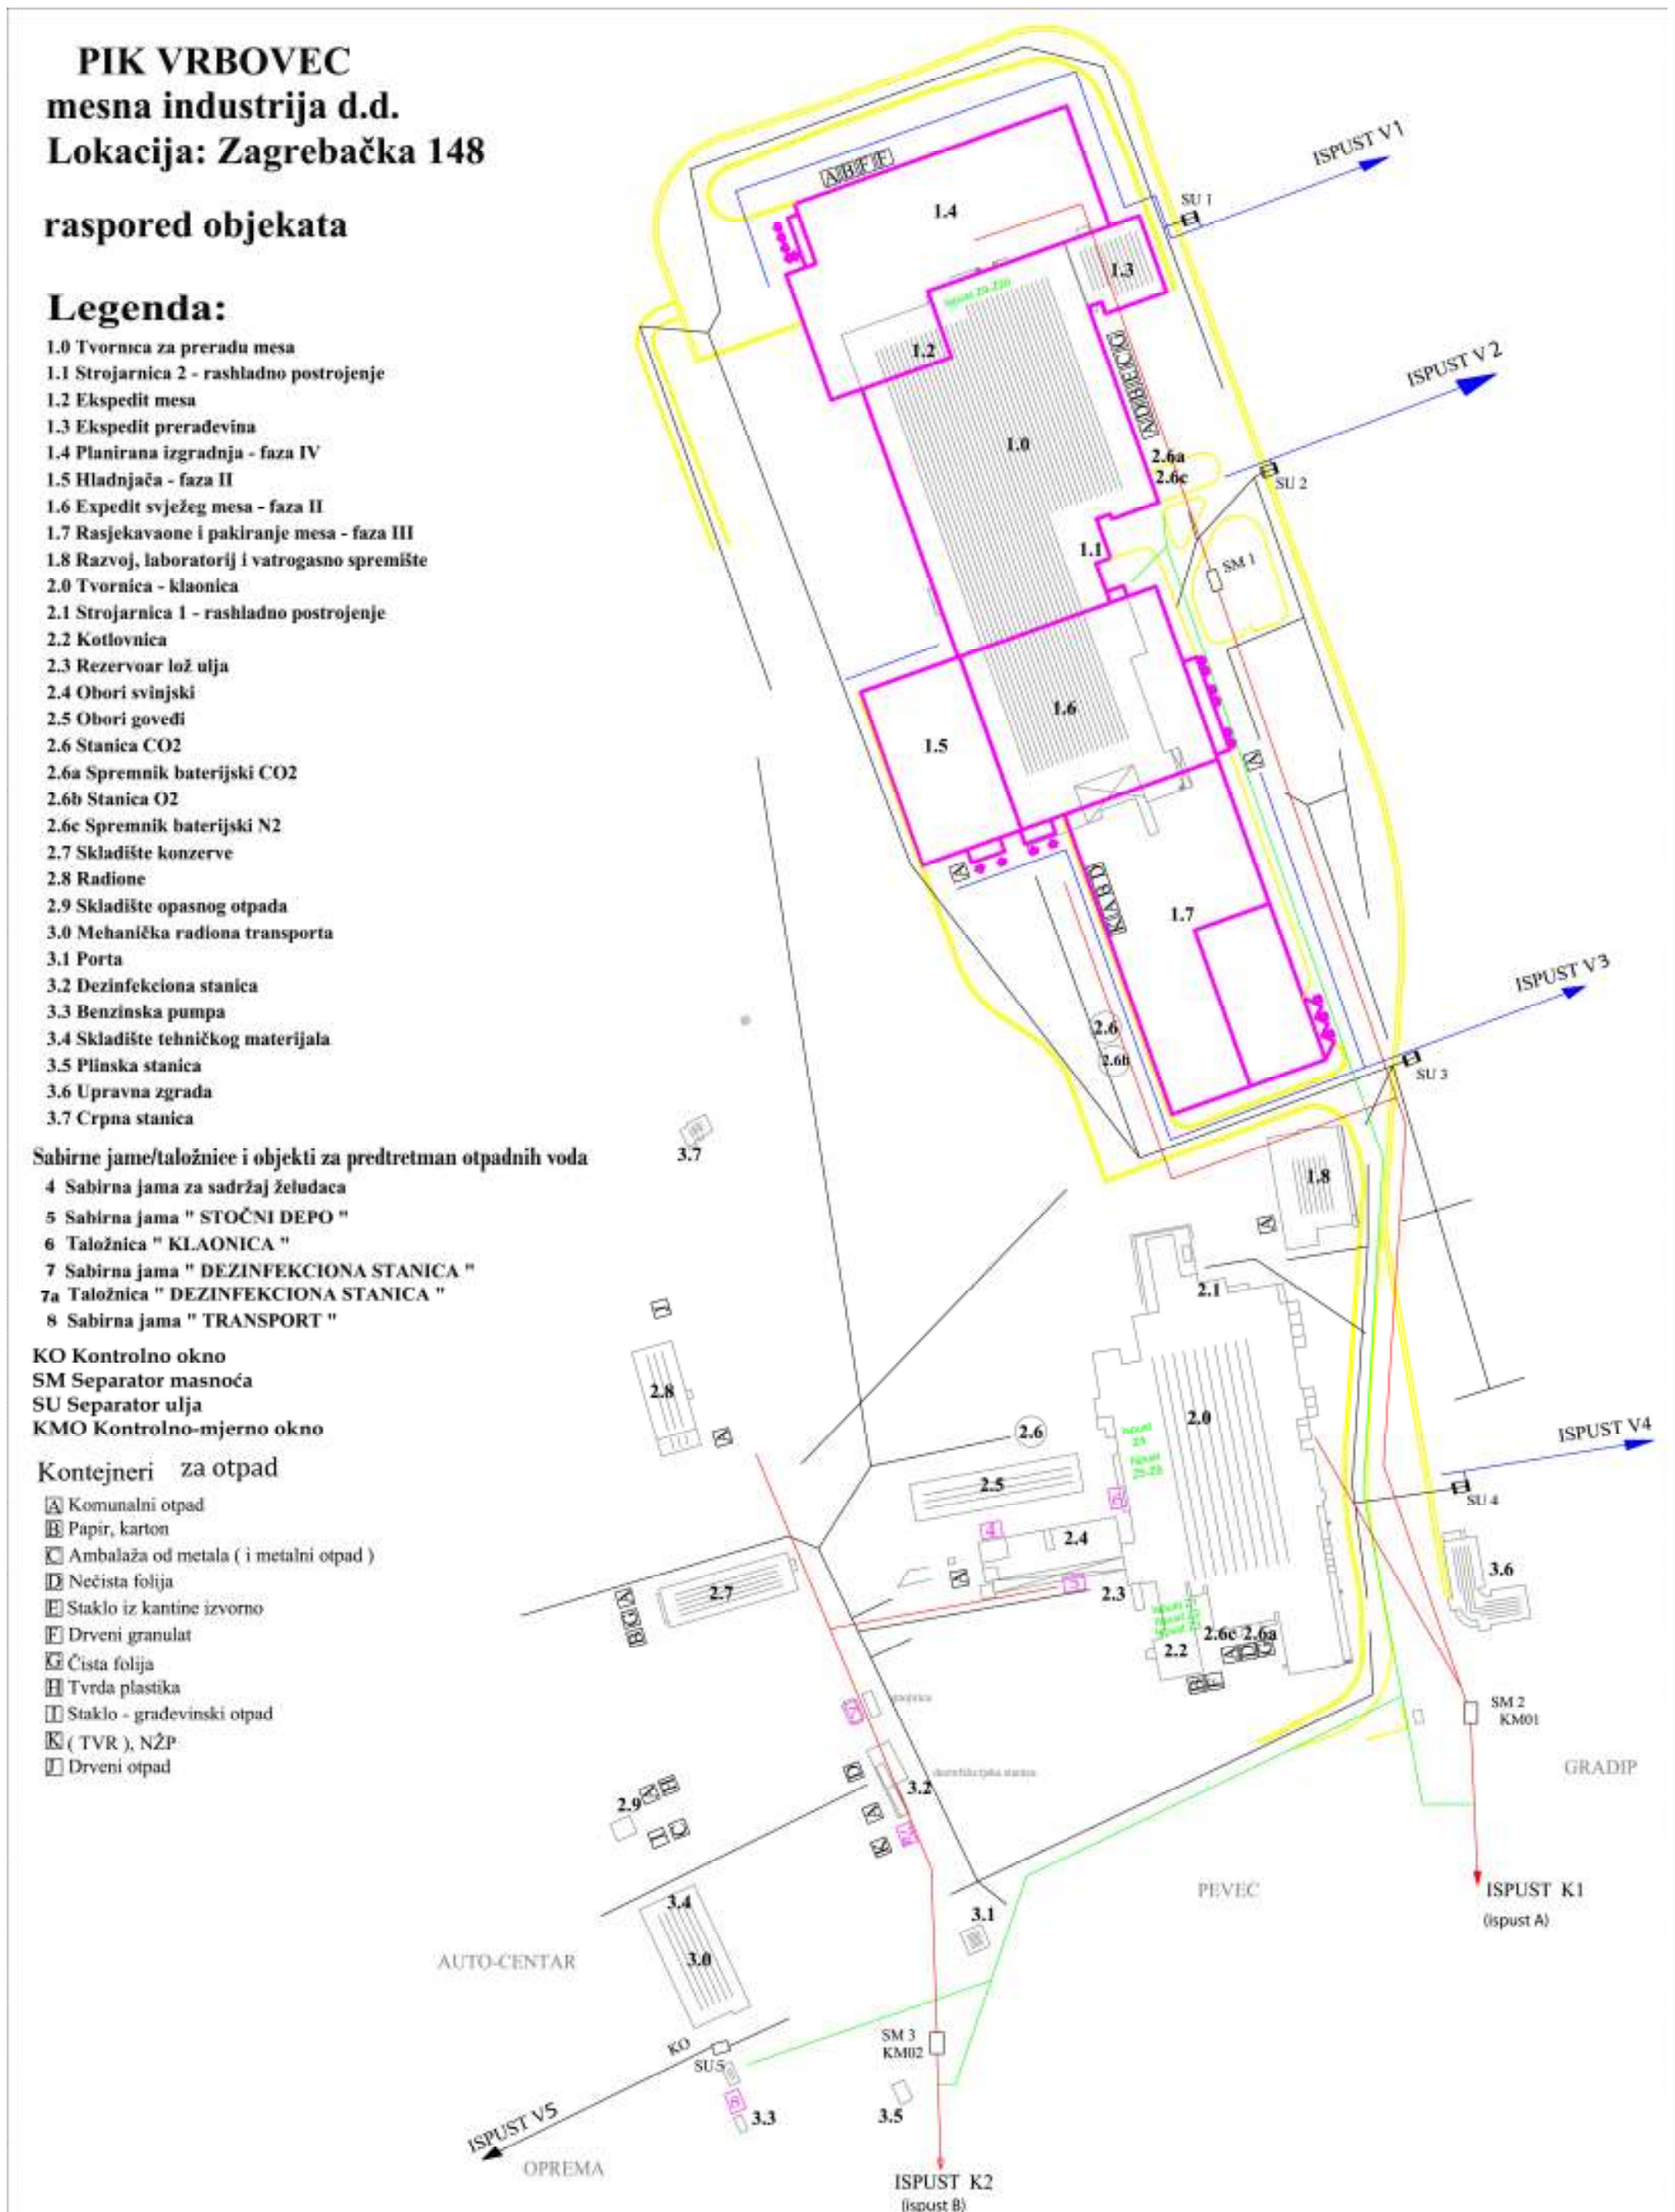 PIK VRBOVEC
mesna industrija d.d.
Lokacija: Zagrebačka 148
raspored objekata
Legenda:
1.0 Tvornica za preradu mesa
1.1 Strojarnica 2 - rashladno postrojenje
1.2 Ekspedit mesa
1.3 Ekspedit prerađevina
1.4 Planirana izgradnja - faza IV
1.5 Hladnjača - faza II
1.6 Expedit svježeg mesa - faza II
1.7 Rasjekavaone i pakiranje mesa - faza III
1.8 Razvoj, laboratorij i vatrogasno spremište
2.0 Tvornica - klaonica
2.1 Strojarnica 1 - rashladno postrojenje
2.2 Kotlovnica
2.3 Rezervoar lož ulja
2.4 Obori svinjski
2.5 Obori goveđi
2.6 Stanica CO2
2.6a Spremnik baterijski CO2
2.6b Stanica O2
2.6c Spremnik baterijski N2
2.7 Skladište konzerve
2.8 Radione
2.9 Skladište opasnog otpada
3.0 Mehanička radiona transporta
3.1 Porta
3.2 Dezinfekciona stanica
3.3 Benzinska pumpa
3.4 Skladište tehničkog materijala
3.5 Plinska stanica
3.6 Upravna zgrada
3.7 Crpna stanica
Sabirne jame/taložnice i objekti za predtretman otpadnih voda
4 Sabirna jama za sadržaj želudaca
5 Sabirna jama " STOČNI DEPO "
6 Taložnica " KLAONICA "
7 Sabirna jama " DEZINFEKCIONA STANICA "
7a Taložnica " DEZINFEKCIONA STANICA "
8 Sabirna jama " TRANSPORT "
KO Kontrolno okno
SM Separator masnoća
SU Separator ulja
KMO Kontrolno-mjerno okno
Kontejneri za otpad
A Komunalni otpad
B Papir, karton
C Ambalaža od metala ( i metalni otpad )
D Nečista folija
E Staklo iz kantine izvorno
F Drveni granulat
G Čista folija
H Tvrda plastika
I Staklo - građevinski otpad
K ( TVR ), NŽP
J Drveni otpad
ISPUST V1
SU 1
ABFF
1.4
1.3
1.2
ISPUST V2
1.0
2.6a
2.6c
SU 2
1.1
SM 1
1.6
1.5
A
A
KABD
1.7
ISPUST V3
2.6
2.6b
SU 3
3.7
1.8
A
2.1
I
2.8
A
2.0
2.6
ISPUST V4
2.5
6
SU 4
4
2.4
3.6
A
5
2.3
2.7
BGA
2.6c 2.6a
2.2
ADG
BF
SM 2
KM01
GRADIP
D
3.2
A
K
2.9
AH
IC
PEVEC
ISPUST K1
(ispust A)
3.4
3.1
3.0
AUTO-CENTAR
KO
SU 5
SM 3
KM02
8
3.3
3.5
ISPUST V5
OPREMA
ISPUST K2
(ispust B)